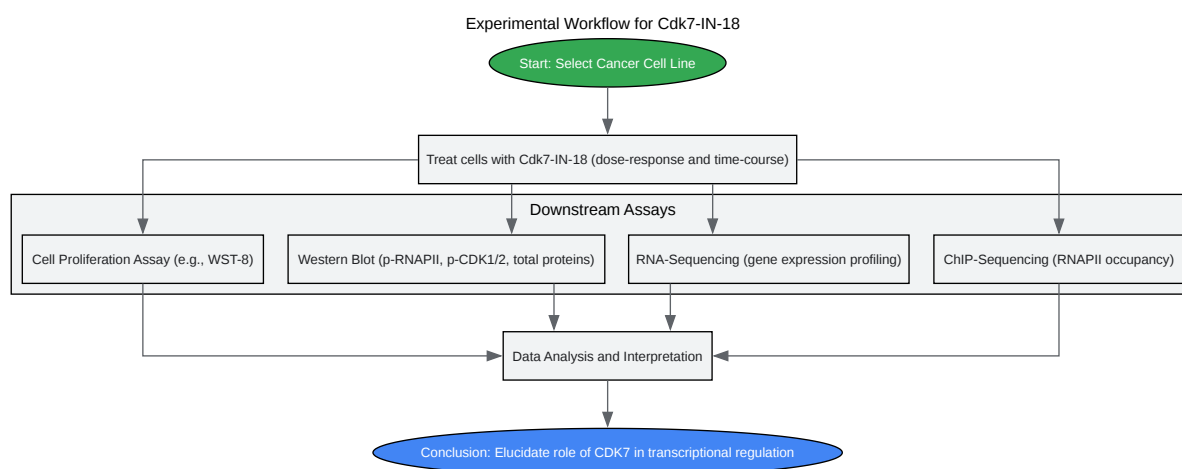 Experimental Workflow for Cdk7-IN-18
Start: Select Cancer Cell Line
Treat cells with Cdk7-IN-18 (dose-response and time-course)
Downstream Assays
Cell Proliferation Assay (e.g., WST-8)
Western Blot (p-RNAPII, p-CDK1/2, total proteins)
RNA-Sequencing (gene expression profiling)
ChIP-Sequencing (RNAPII occupancy)
Data Analysis and Interpretation
Conclusion: Elucidate role of CDK7 in transcriptional regulation